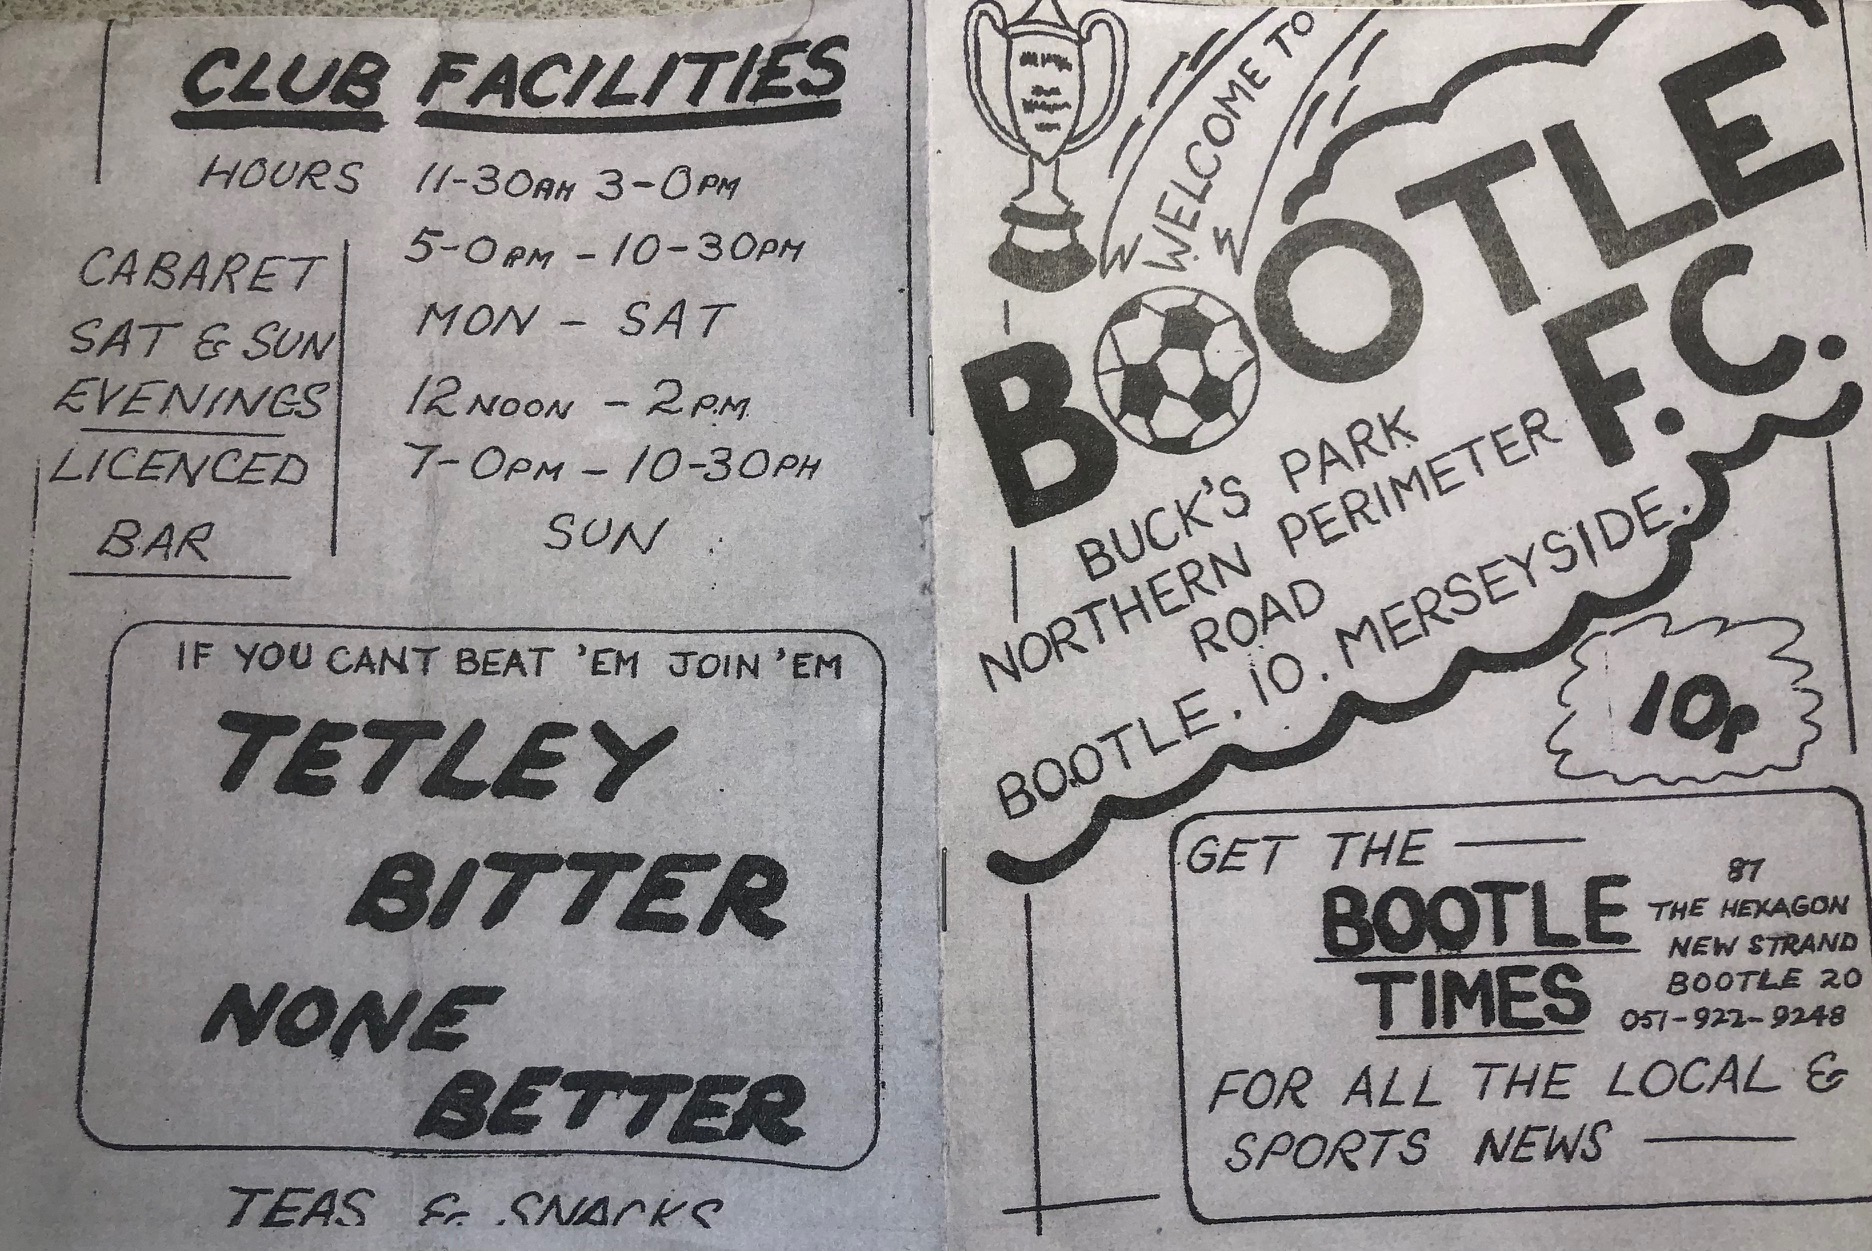 CLUB FACILITIES
HOURS 11-30AM 3-0PM
5-0PM - 10-30PM
MON - SAT
12 NOON - 2 P.M.
7-0PM - 10-30PM
SUN
CABARET
SAT & SUN
EVENINGS
LICENCED
BAR
IF YOU CANT BEAT 'EM JOIN 'EM
TETLEY
BITTER
NONE
BETTER
TEAS & SNACKS
WELCOME TO
BOOTLE
F.C.
BUCK'S PARK
NORTHERN PERIMETER
ROAD
BOOTLE. 10. MERSEYSIDE.
10p
GET THE
BOOTLE
TIMES
87
THE HEXAGON
NEW STRAND
BOOTLE 20
051-922-9248
FOR ALL THE LOCAL &
SPORTS NEWS